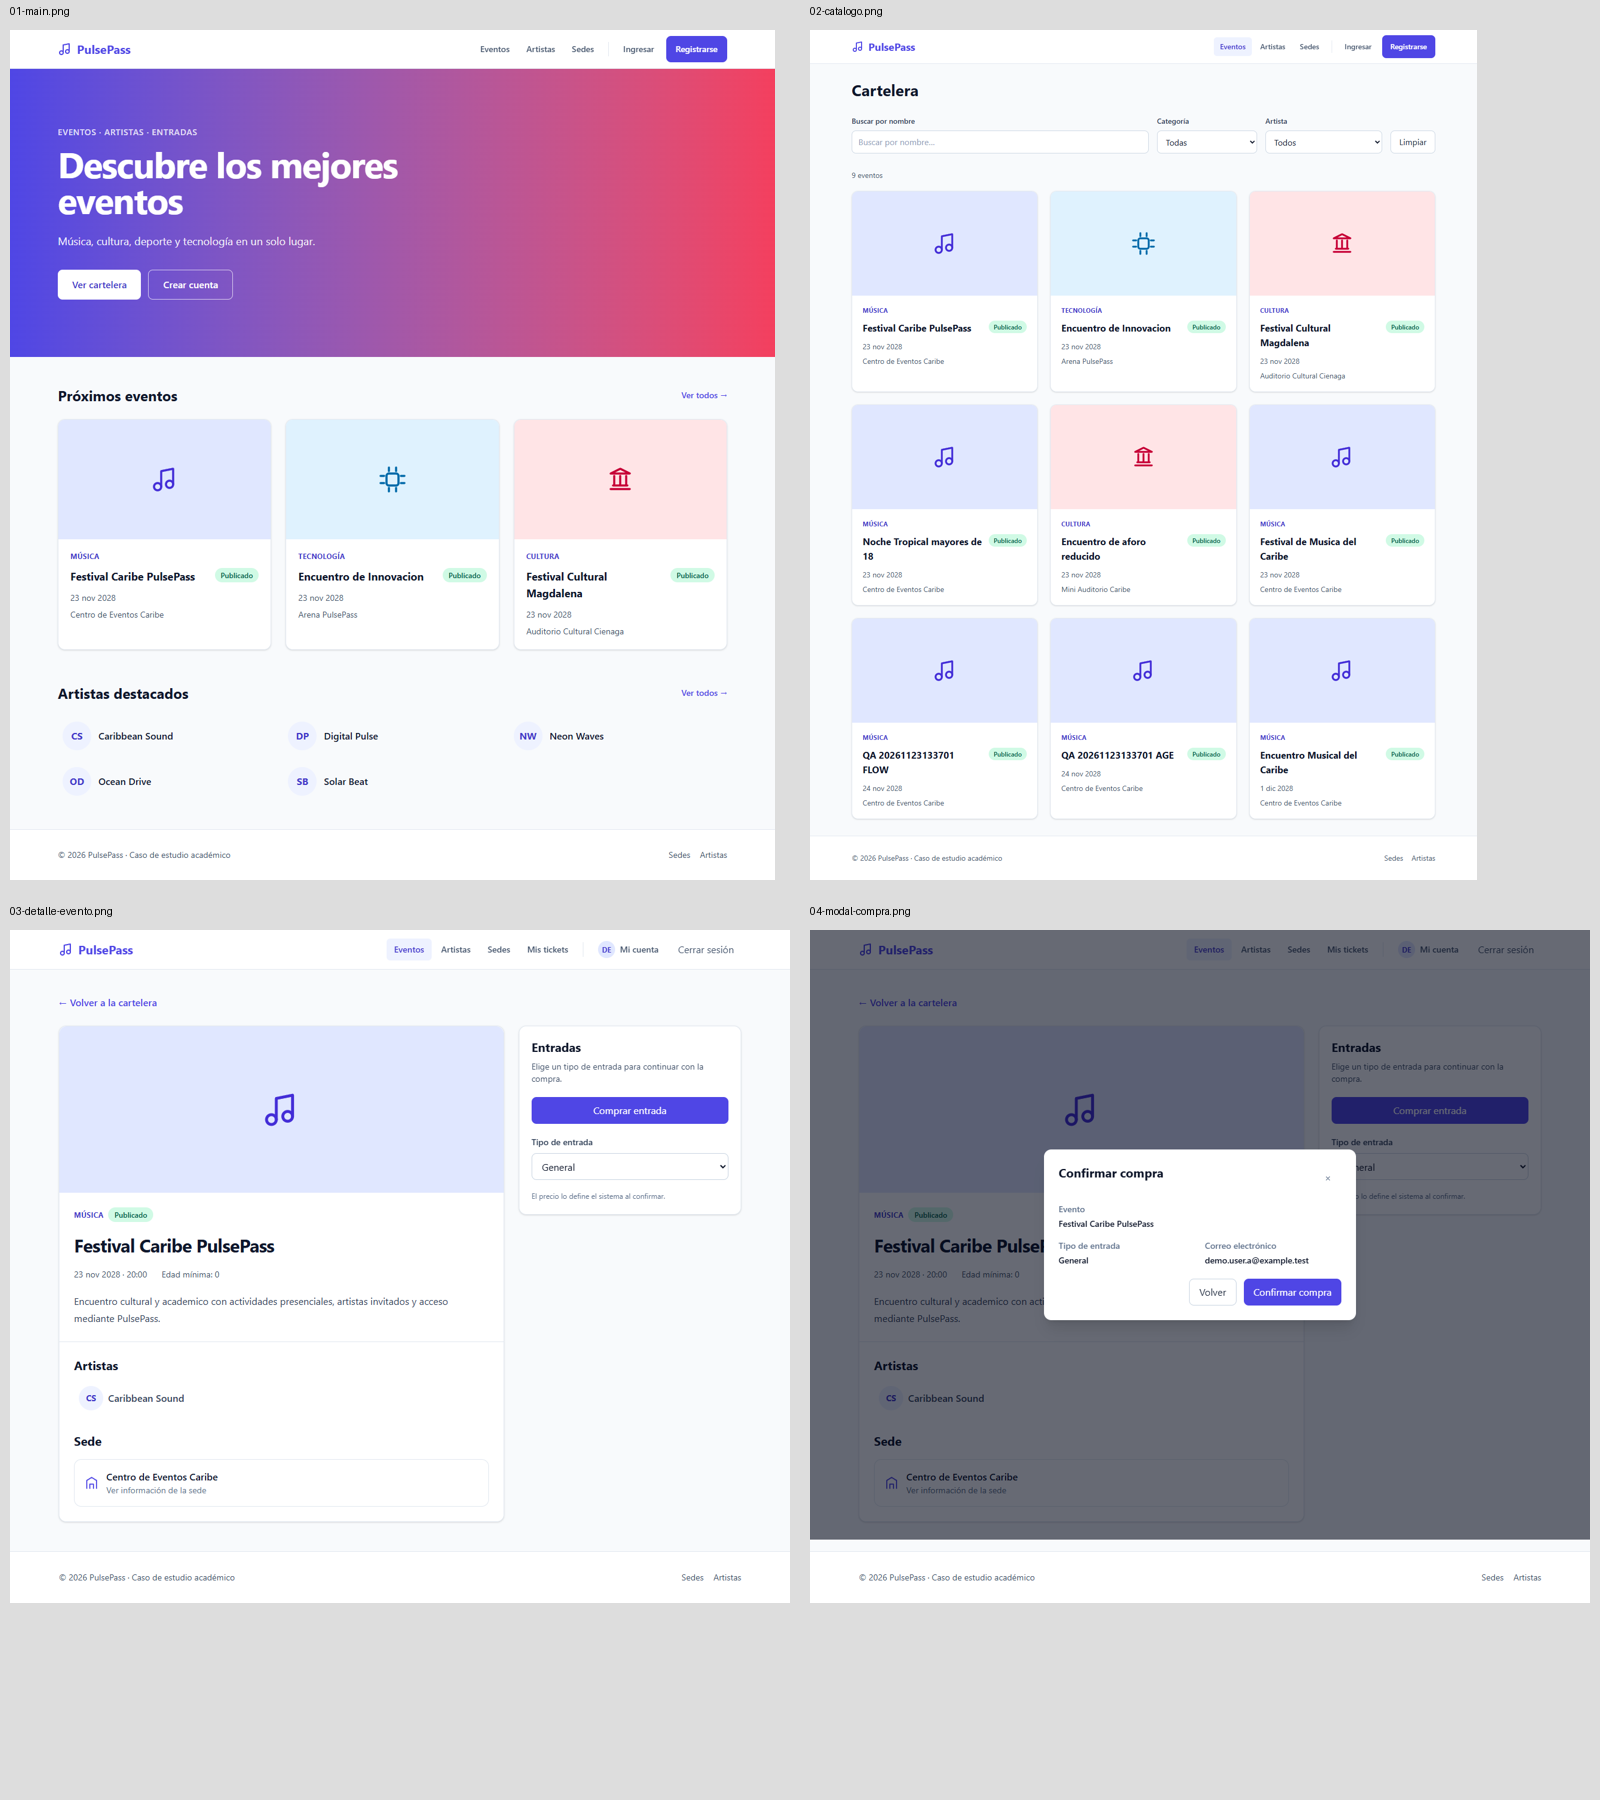 01-main.png
PulsePass
Eventos Artistas Sedes Ingresar Registrarse
EVENTOS · ARTISTAS · ENTRADAS
Descubre los mejores
eventos
Música, cultura, deporte y tecnología en un solo lugar.
Ver cartelera Crear cuenta
Próximos eventos Ver todos →
MÚSICA
Festival Caribe PulsePass Publicado
23 nov 2028
Centro de Eventos Caribe
TECNOLOGÍA
Encuentro de Innovacion Publicado
23 nov 2028
Arena PulsePass
CULTURA
Festival Cultural Publicado
Magdalena
23 nov 2028
Auditorio Cultural Cienaga
Artistas destacados Ver todos →
CS Caribbean Sound
DP Digital Pulse
NW Neon Waves
OD Ocean Drive
SB Solar Beat
© 2026 PulsePass · Caso de estudio académico Sedes Artistas
02-catalogo.png
PulsePass
Eventos Artistas Sedes Ingresar Registrarse
Cartelera
Buscar por nombre Categoría Artista
Buscar por nombre... Todas Todos Limpiar
9 eventos
MÚSICA
Festival Caribe PulsePass Publicado
23 nov 2028
Centro de Eventos Caribe
TECNOLOGÍA
Encuentro de Innovacion Publicado
23 nov 2028
Arena PulsePass
CULTURA
Festival Cultural Publicado
Magdalena
23 nov 2028
Auditorio Cultural Cienaga
MÚSICA
Noche Tropical mayores de Publicado
18
23 nov 2028
Centro de Eventos Caribe
CULTURA
Encuentro de aforo Publicado
reducido
23 nov 2028
Mini Auditorio Caribe
MÚSICA
Festival de Musica del Publicado
Caribe
23 nov 2028
Centro de Eventos Caribe
MÚSICA
QA 20261123133701 Publicado
FLOW
24 nov 2028
Centro de Eventos Caribe
MÚSICA
QA 20261123133701 AGE Publicado
24 nov 2028
Centro de Eventos Caribe
MÚSICA
Encuentro Musical del Publicado
Caribe
1 dic 2028
Centro de Eventos Caribe
© 2026 PulsePass · Caso de estudio académico Sedes Artistas
03-detalle-evento.png
PulsePass
Eventos Artistas Sedes Mis tickets DE Mi cuenta Cerrar sesión
← Volver a la cartelera
MÚSICA Publicado
Festival Caribe PulsePass
23 nov 2028 · 20:00 Edad mínima: 0
Encuentro cultural y academico con actividades presenciales, artistas invitados y acceso
mediante PulsePass.
Artistas
CS Caribbean Sound
Sede
Centro de Eventos Caribe
Ver información de la sede
Entradas
Elige un tipo de entrada para continuar con la
compra.
Comprar entrada
Tipo de entrada
General
El precio lo define el sistema al confirmar.
© 2026 PulsePass · Caso de estudio académico Sedes Artistas
04-modal-compra.png
PulsePass
Eventos Artistas Sedes Mis tickets DE Mi cuenta Cerrar sesión
← Volver a la cartelera
MÚSICA Publicado
Festival Caribe PulseP
23 nov 2028 · 20:00 Edad mínima: 0
Encuentro cultural y academico con acti
mediante PulsePass.
Artistas
CS Caribbean Sound
Sede
Centro de Eventos Caribe
Ver información de la sede
Entradas
Elige un tipo de entrada para continuar con la
compra.
Comprar entrada
Tipo de entrada
eral
o lo define el sistema al confirmar.
Confirmar compra ×
Evento
Festival Caribe PulsePass
Tipo de entrada Correo electrónico
General demo.user.a@example.test
Volver Confirmar compra
© 2026 PulsePass · Caso de estudio académico Sedes Artistas